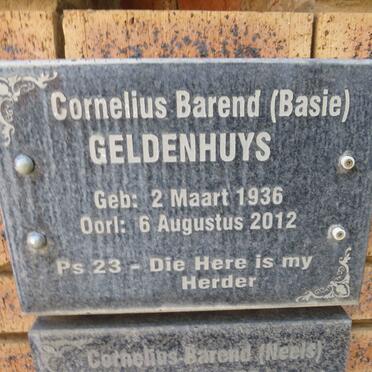 Cornelius Barend (Basie)
GELDENHUYS
Geb: 2 Maart 1936
Oorl: 6 Augustus 2012
Ps 23 - Die Here is my
Herder
Cornelius Barend (Neels)